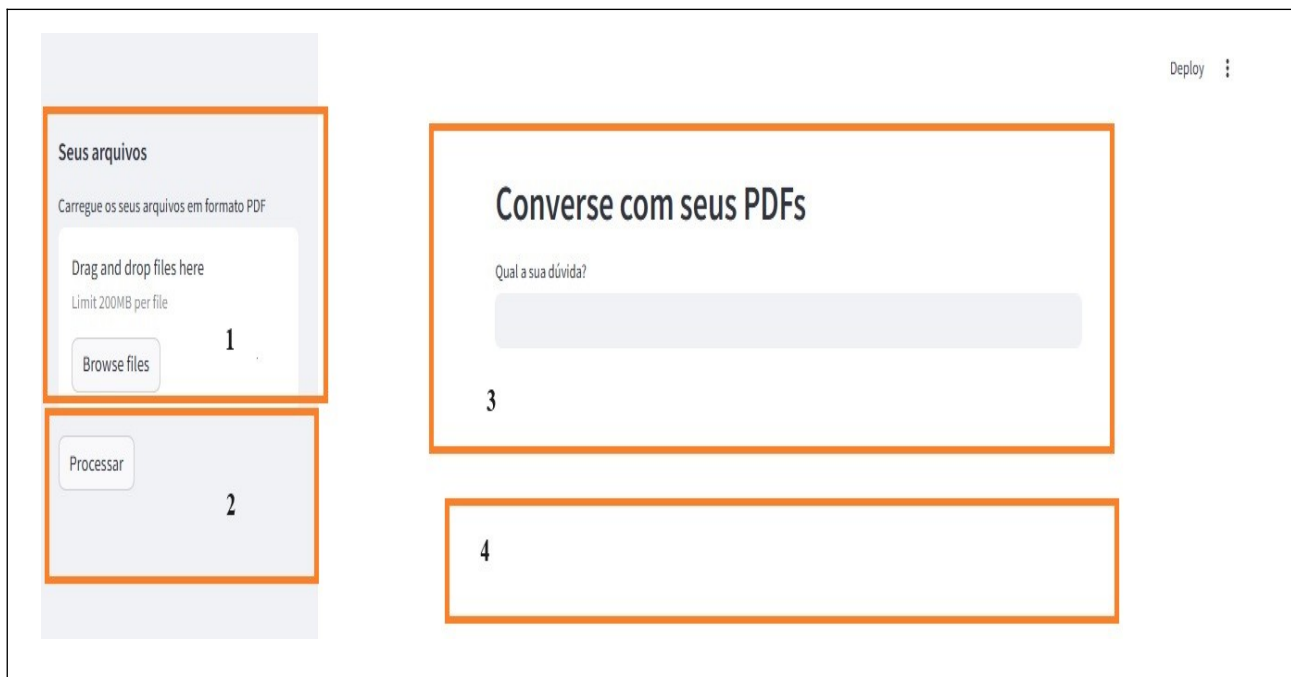 Deploy
Seus arquivos
Carregue os seus arquivos em formato PDF
Drag and drop files here
Limit 200MB per file
1
Browse files
Processar
2
Converse com seus PDFs
Qual a sua dúvida?
3
4